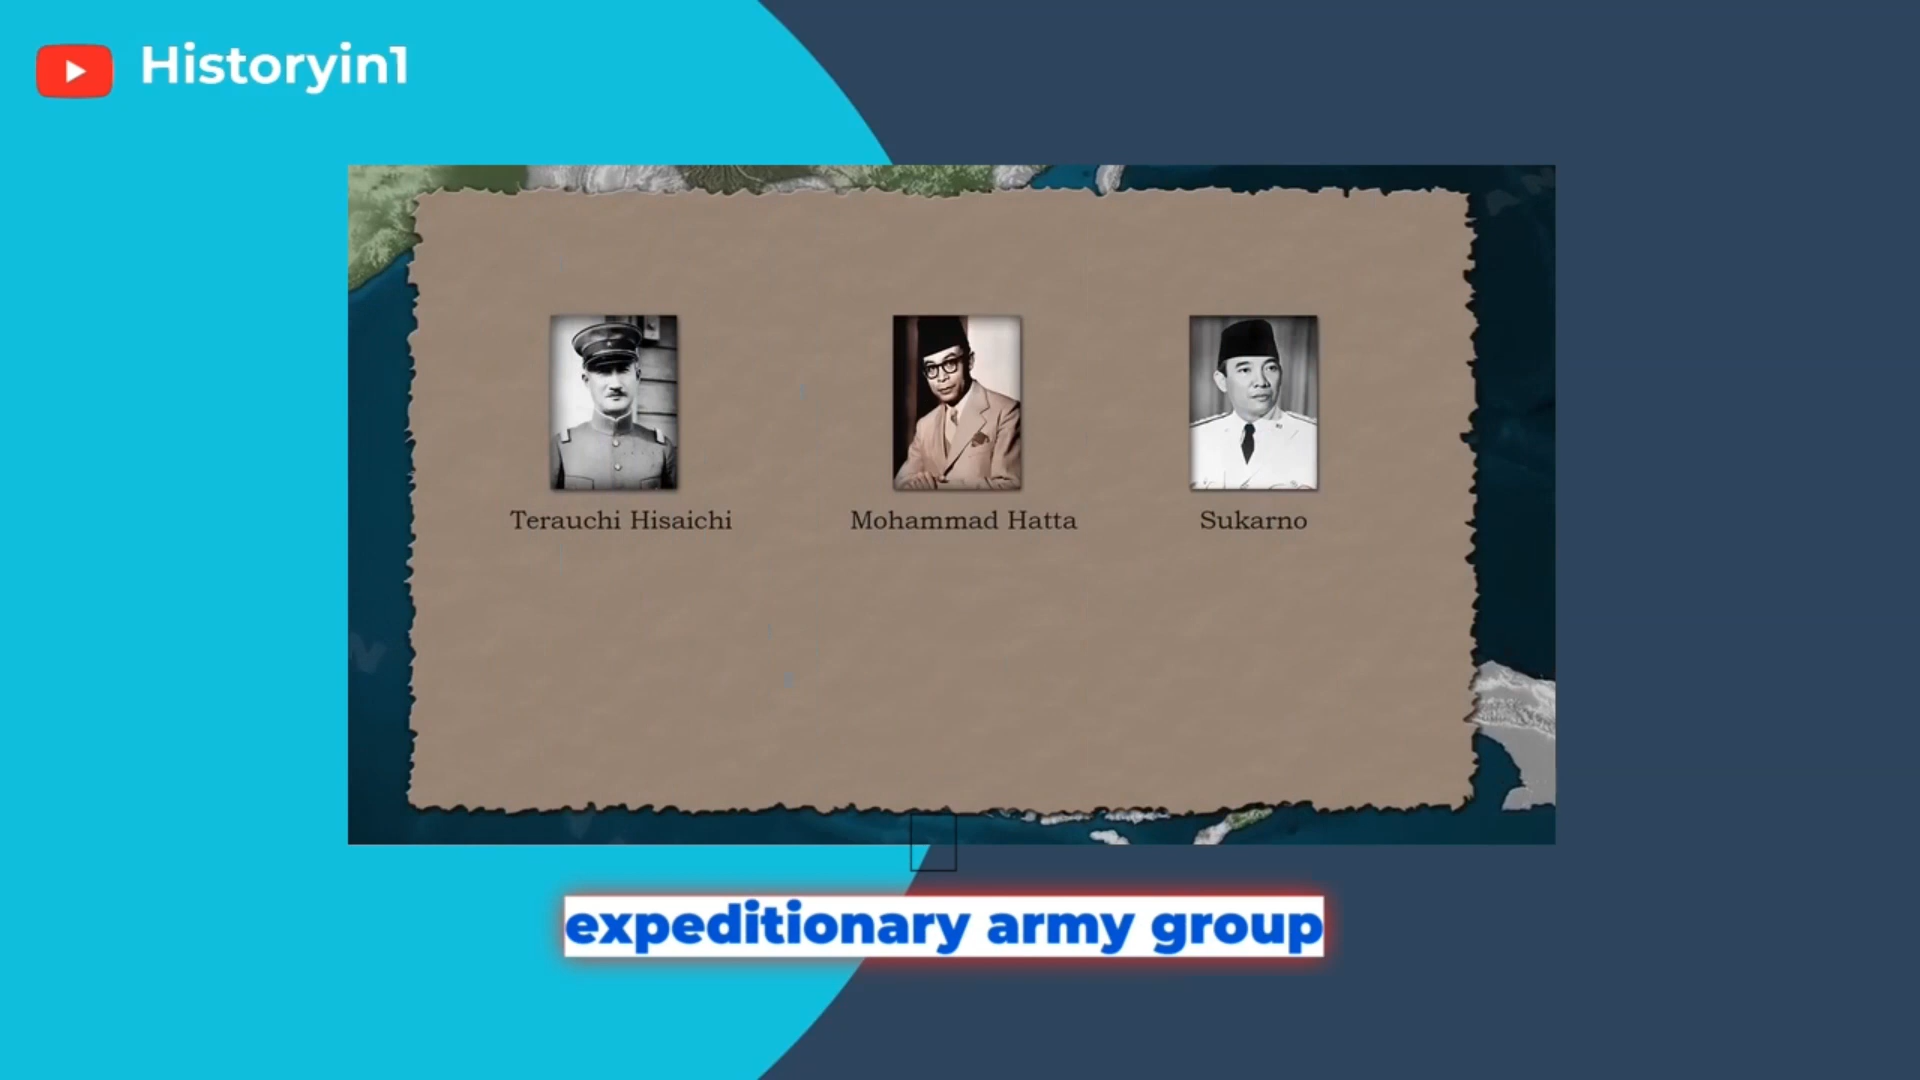 Historyin1
Terauchi Hisaichi
Mohammad Hatta
Sukarno
expeditionary army group